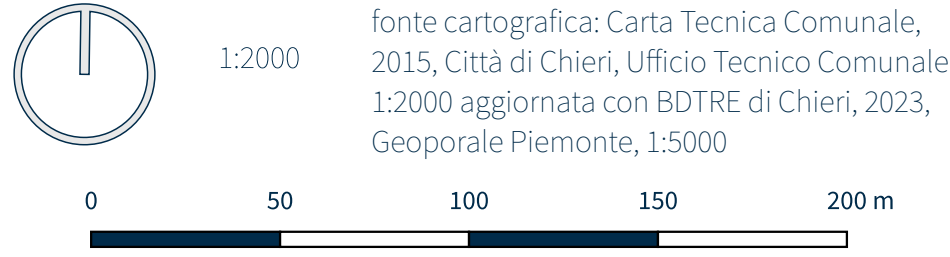 1:2000
fonte cartografica: Carta Tecnica Comunale,
2015, Città di Chieri, Ufficio Tecnico Comunale
1:2000 aggiornata con BDTRE di Chieri, 2023,
Geoporale Piemonte, 1:5000
0 50 100 150 200 m